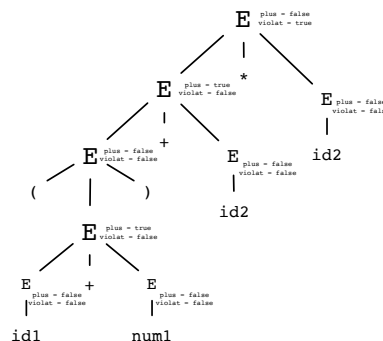 E plus = false
violat = true
*
E plus = true
violat = false
E plus = false
violat = false
+
id2
E plus = false
violat = false
E plus = false
violat = false
id2
(
)
E plus = true
violat = false
E
plus = false
violat = false
+
E
plus = false
violat = false
id1
num1